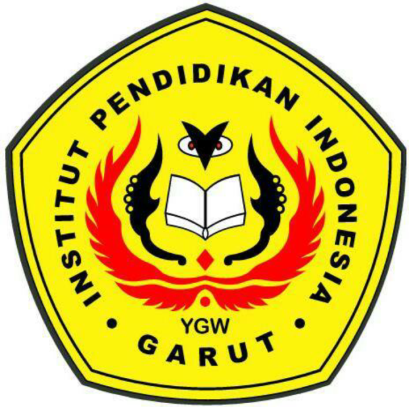 INSTITUT PENDIDIKAN INDONESIA
YGW
GARUT